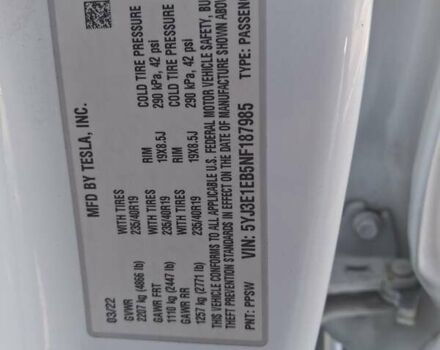 MFD BY TESLA, INC.
03/22
GVWR
2207 kg (4866 lb)
GAWR FRT
1110 kg (2447 lb)
GAWR RR
1257 kg (2771 lb)
WITH TIRES
235/40R19
WITH TIRES
235/40R19
WITH TIRES
235/40R19
RIM
19X8.5J
RIM
19X8.5J
COLD TIRE PRESSURE
290 kPa, 42 psi
COLD TIRE PRESSURE
290 kPa, 42 psi
THIS VEHICLE CONFORMS TO ALL APPLICABLE U.S. FEDERAL MOTOR VEHICLE SAFETY, BU
THEFT PREVENTION STANDARDS IN EFFECT ON THE DATE OF MANUFACTURE SHOWN ABOV
VIN: 5YJ3E1EB5NF187985 TYPE: PASSEN
PNT: PPSW